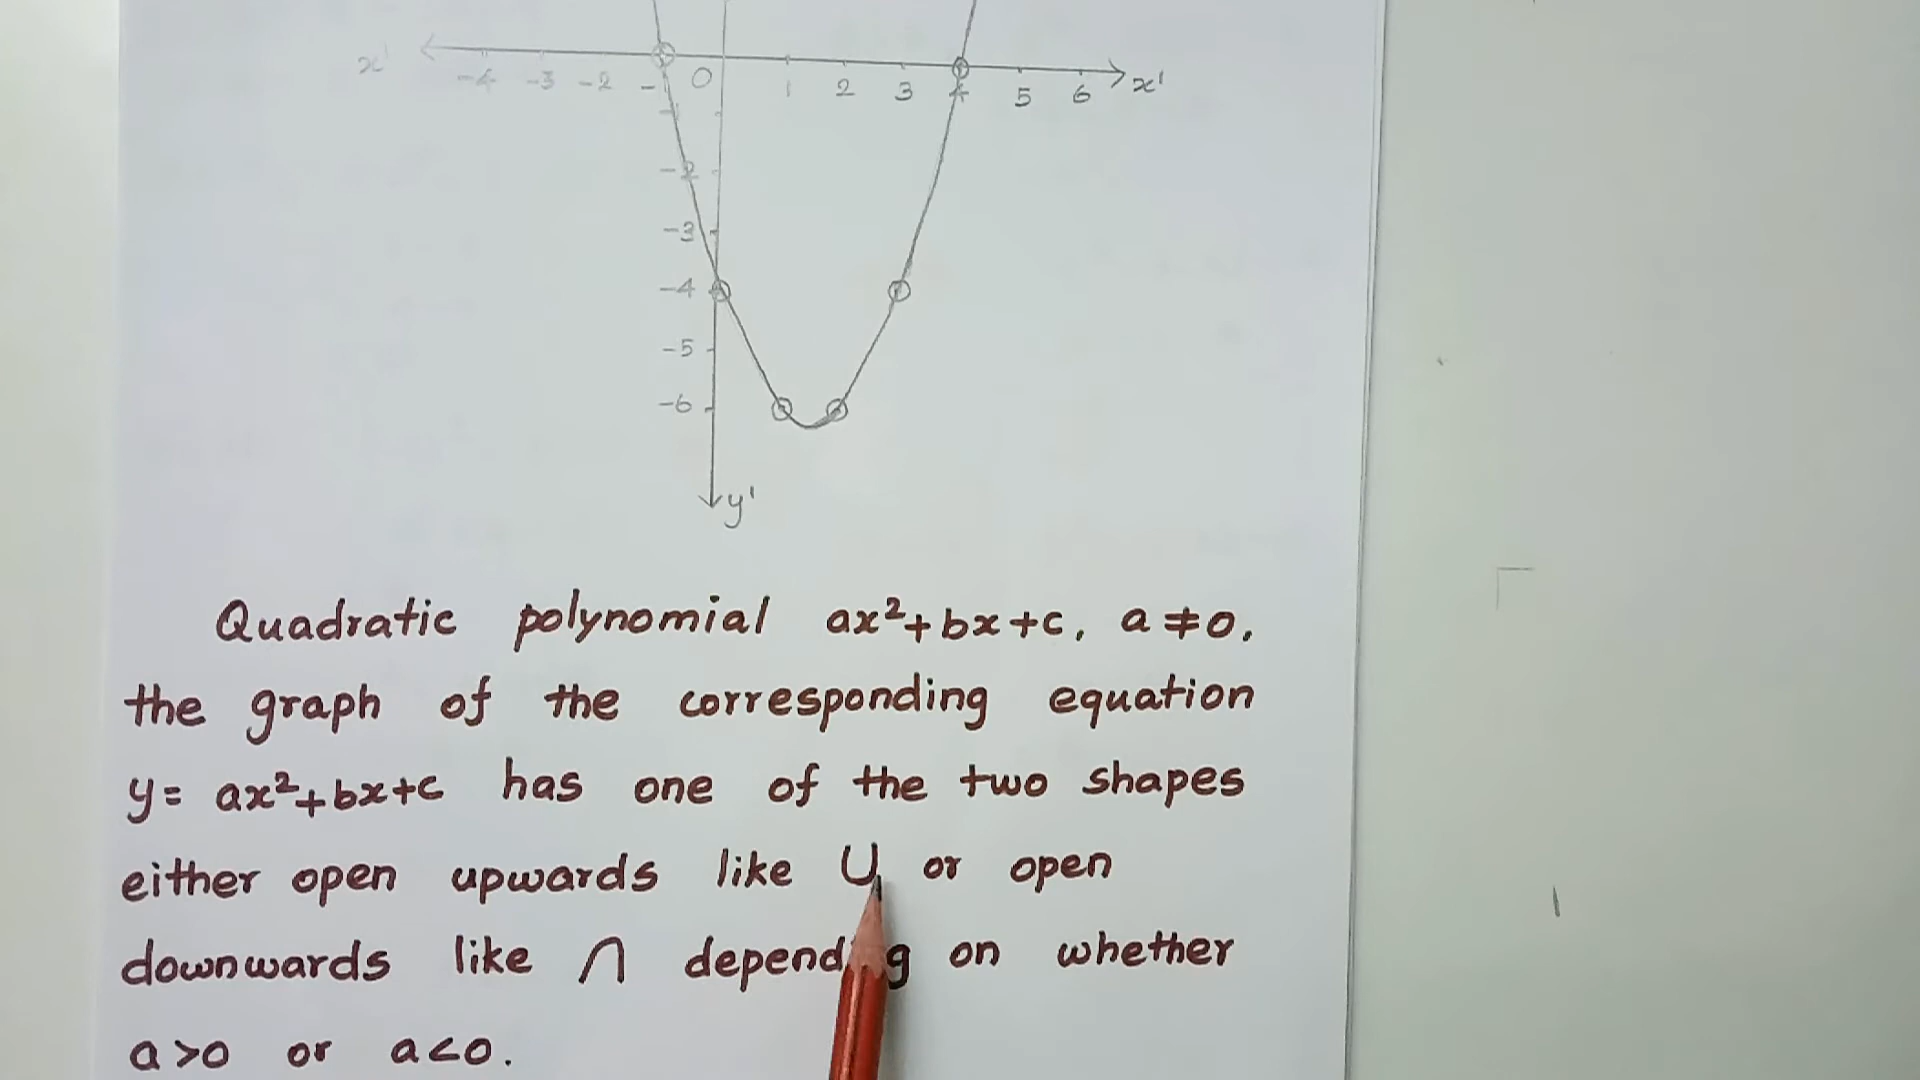 x' -4 -3 -2 -1 0 1 2 3 4 5 6 x'
-1
-2
-3
-4
-5
-6
y'
Quadratic polynomial ax²+bx+c, a≠0,
the graph of the corresponding equation
y= ax²+bx+c has one of the two shapes
either open upwards like U or open
downwards like ∩ depending on whether
a>0 or a<0.